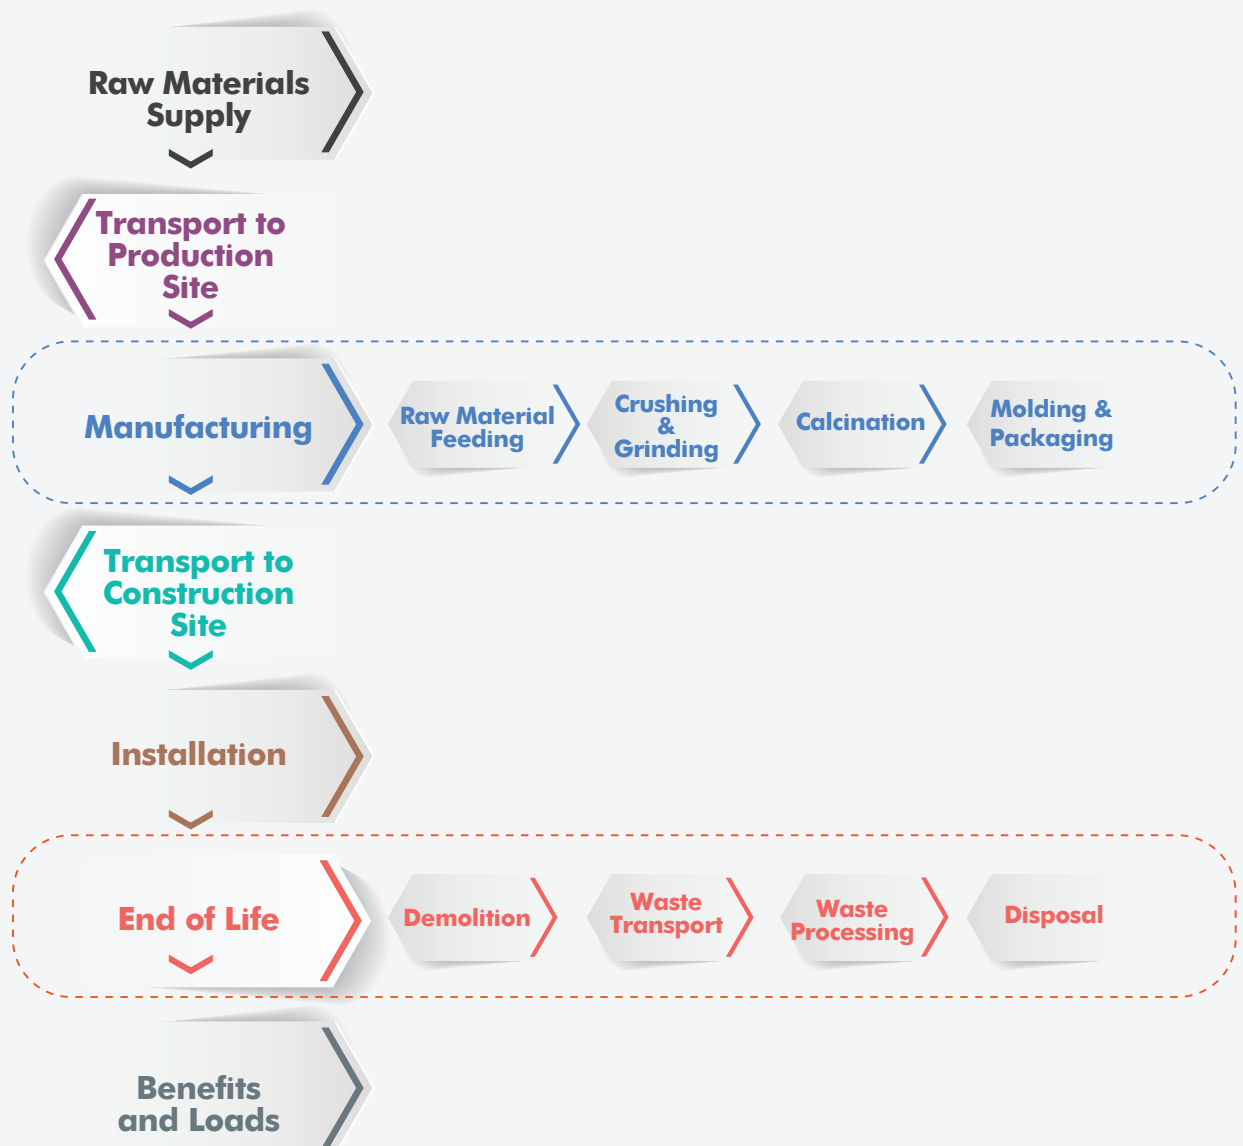 Raw Materials
Supply
Transport to
Production
Site
Manufacturing
Raw Material
Feeding
Crushing
&
Grinding
Calcination
Molding &
Packaging
Transport to
Construction
Site
Installation
End of Life
Demolition
Waste
Transport
Waste
Processing
Disposal
Benefits
and Loads